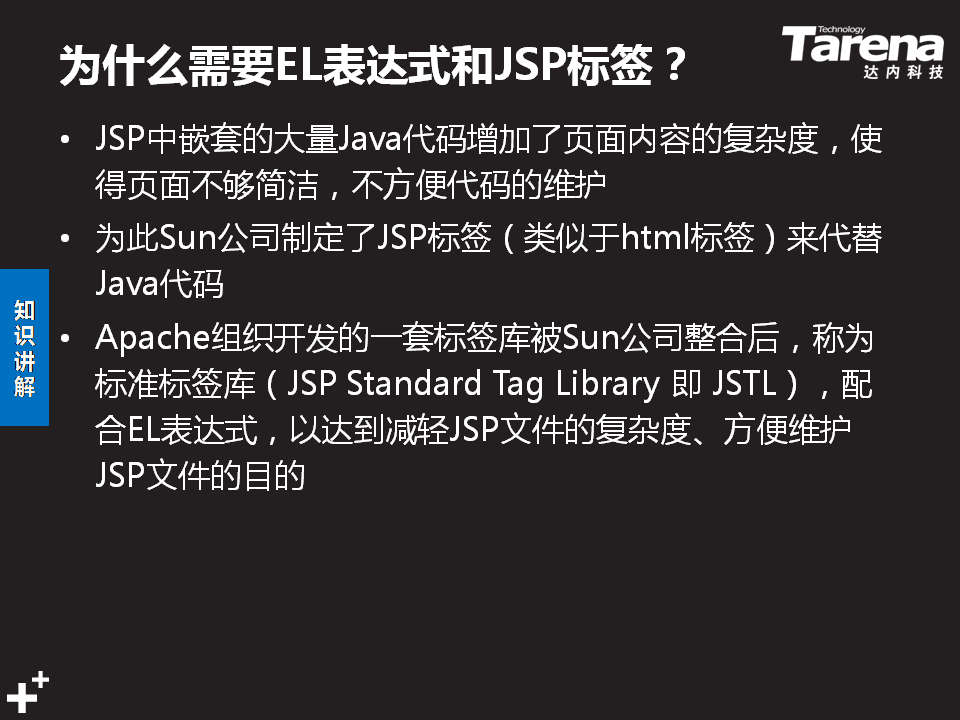 为什么需要EL表达式和JSP标签？
Technology
Tarena
达内科技
• JSP中嵌套的大量Java代码增加了页面内容的复杂度，使
得页面不够简洁，不方便代码的维护
• 为此Sun公司制定了JSP标签（类似于html标签）来代替
Java代码
知识讲解
• Apache组织开发的一套标签库被Sun公司整合后，称为
标准标签库（JSP Standard Tag Library 即 JSTL），配
合EL表达式，以达到减轻JSP文件的复杂度、方便维护
JSP文件的目的